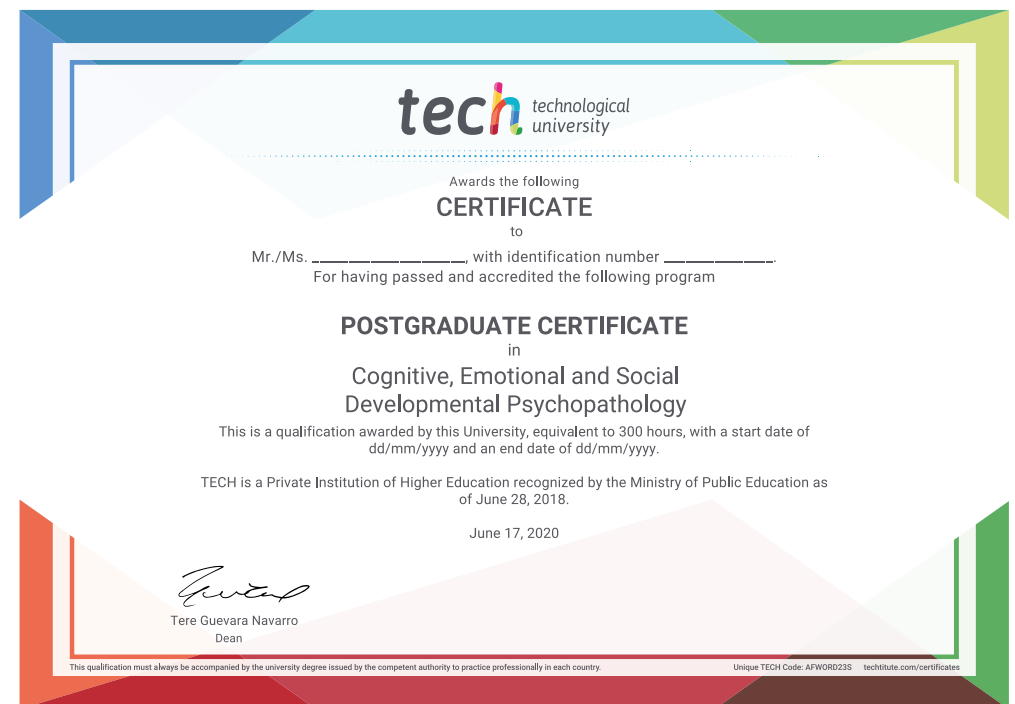 tech technological
university
Awards the following
CERTIFICATE
to
Mr./Ms. __________________, with identification number _____________.
For having passed and accredited the following program
POSTGRADUATE CERTIFICATE
in
Cognitive, Emotional and Social
Developmental Psychopathology
This is a qualification awarded by this University, equivalent to 300 hours, with a start date of
dd/mm/yyyy and an end date of dd/mm/yyyy.
TECH is a Private Institution of Higher Education recognized by the Ministry of Public Education as
of June 28, 2018.
June 17, 2020
Tere Guevara Navarro
Dean
This qualification must always be accompanied by the university degree issued by the competent authority to practice professionally in each country.
Unique TECH Code: AFWORD23S techtitute.com/certificates